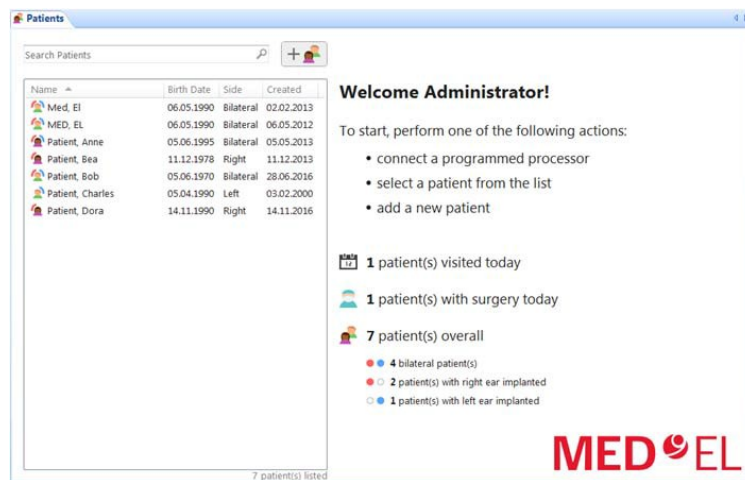 Patients
Search Patients
Name Birth Date Side Created
Med, El 06.05.1990 Bilateral 02.02.2013
MED, EL 06.05.1990 Bilateral 06.05.2012
Patient, Anne 05.06.1995 Bilateral 05.05.2013
Patient, Bea 11.12.1978 Right 11.12.2013
Patient, Bob 05.06.1970 Bilateral 28.06.2016
Patient, Charles 05.04.1990 Left 03.02.2000
Patient, Dora 14.11.1990 Right 14.11.2016
7 patient(s) listed
Welcome Administrator!
To start, perform one of the following actions:
• connect a programmed processor
• select a patient from the list
• add a new patient
1 patient(s) visited today
1 patient(s) with surgery today
7 patient(s) overall
4 bilateral patient(s)
2 patient(s) with right ear implanted
1 patient(s) with left ear implanted
MED EL